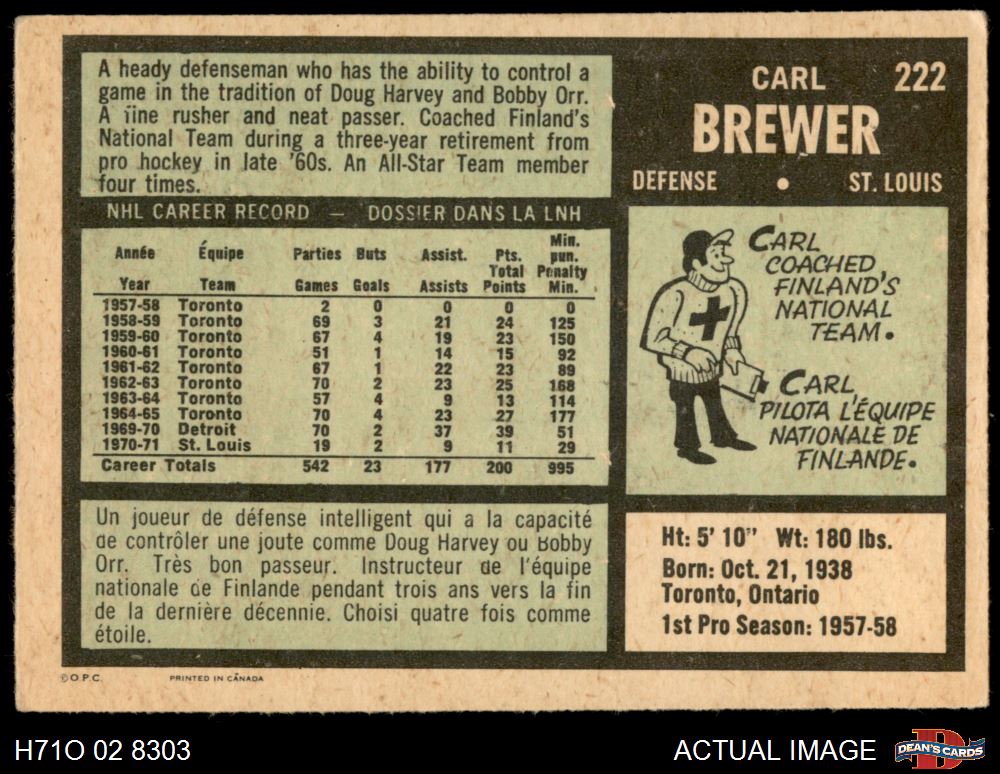 A heady defenseman who has the ability to control a
game in the tradition of Doug Harvey and Bobby Orr.
A fine rusher and neat passer. Coached Finland's
National Team during a three-year retirement from
pro hockey in late '60s. An All-Star Team member
four times.
CARL 222
BREWER
DEFENSE • ST. LOUIS
NHL CAREER RECORD — DOSSIER DANS LA LNH
Année Équipe Parties Buts Assist. Pts. Min. pun.
Year Team Games Goals Assists Total Points Penalty Min.
1957-58 Toronto 2 0 0 0 0
1958-59 Toronto 69 3 21 24 125
1959-60 Toronto 67 4 19 23 150
1960-61 Toronto 51 1 14 15 92
1961-62 Toronto 67 1 22 23 89
1962-63 Toronto 70 2 23 25 168
1963-64 Toronto 57 4 9 13 114
1964-65 Toronto 70 4 23 27 177
1969-70 Detroit 70 2 37 39 51
1970-71 St. Louis 19 2 9 11 29
Career Totals 542 23 177 200 995
CARL
COACHED
FINLAND'S
NATIONAL
TEAM.
CARL,
PILOTA L'ÉQUIPE
NATIONALE DE
FINLANDE.
Un joueur de défense intelligent qui a la capacité
de contrôler une joute comme Doug Harvey ou Bobby
Orr. Très bon passeur. Instructeur de l'équipe
nationale de Finlande pendant trois ans vers la fin
de la dernière décennie. Choisi quatre fois comme
étoile.
Ht: 5' 10" Wt: 180 lbs.
Born: Oct. 21, 1938
Toronto, Ontario
1st Pro Season: 1957-58
©O.P.C. PRINTED IN CANADA
H71O 02 8303 ACTUAL IMAGE D DEAN'S CARDS